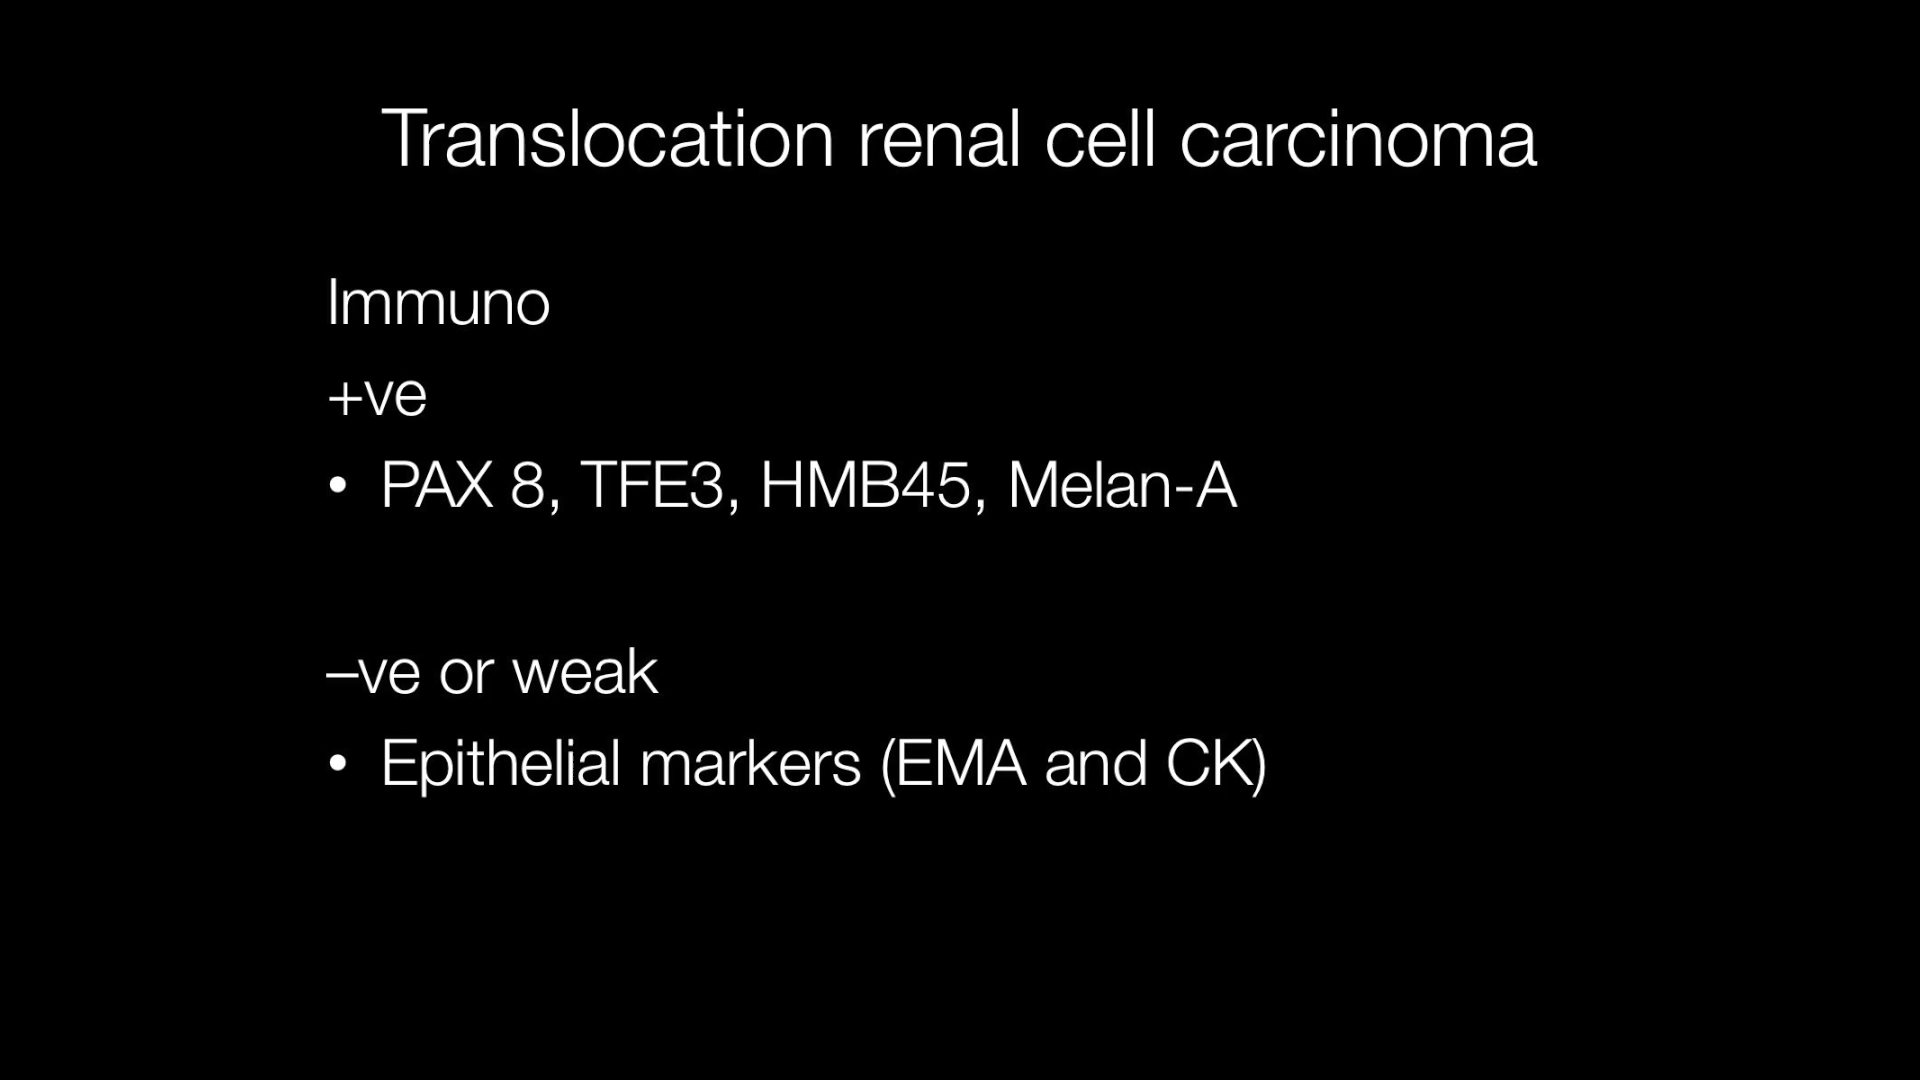 Translocation renal cell carcinoma
Immuno
+ve
• PAX 8, TFE3, HMB45, Melan-A
–ve or weak
• Epithelial markers (EMA and CK)